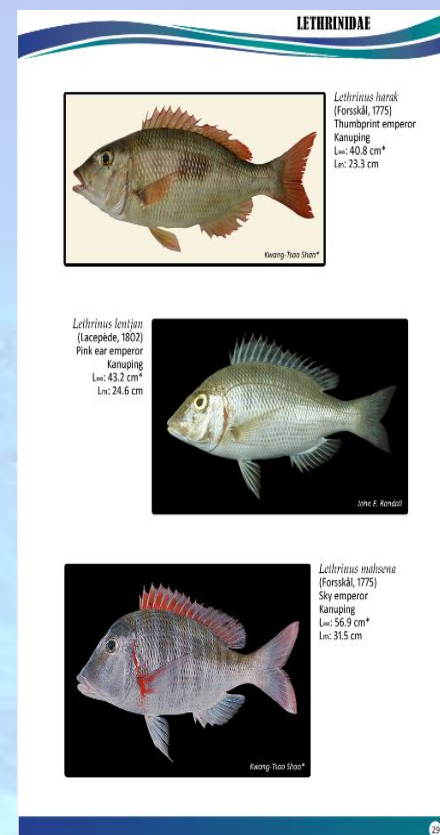 LETHRINIDAE
Lethrinus harak
(Forsskål, 1775)
Thumbprint emperor
Kanuping
L∞: 40.8 cm*
Lm: 23.3 cm
Kwang-Tsao Shao*
Lethrinus lentjan
(Lacepède, 1802)
Pink ear emperor
Kanuping
L∞: 43.2 cm*
Lm: 24.6 cm
John E. Randall
Lethrinus mahsena
(Forsskål, 1775)
Sky emperor
Kanuping
L∞: 56.9 cm*
Lm: 31.5 cm
Kwang-Tsao Shao*
29